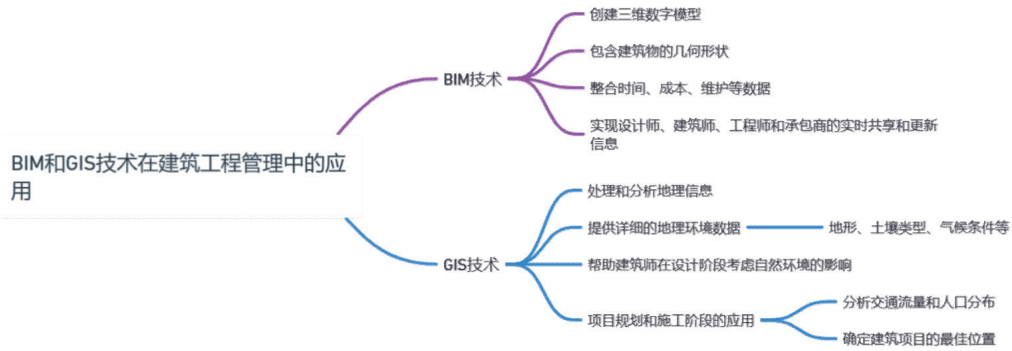 BIM和GIS技术在建筑工程管理中的应
用
BIM技术
创建三维数字模型
包含建筑物的几何形状
整合时间、成本、维护等数据
实现设计师、建筑师、工程师和承包商的实时共享和更新
信息
GIS技术
处理和分析地理信息
提供详细的地理环境数据
地形、土壤类型、气候条件等
帮助建筑师在设计阶段考虑自然环境的影响
项目规划和施工阶段的应用
分析交通流量和人口分布
确定建筑项目的最佳位置